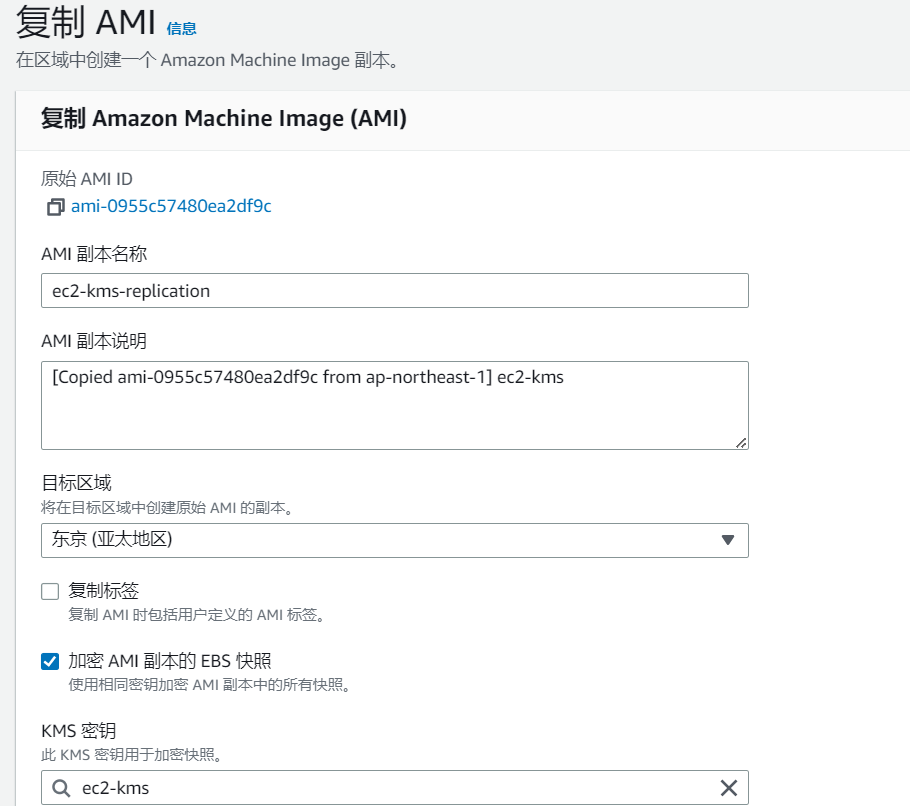 复制 AMI 信息
在区域中创建一个 Amazon Machine Image 副本。
复制 Amazon Machine Image (AMI)
原始 AMI ID
ami-0955c57480ea2df9c
AMI 副本名称
ec2-kms-replication
AMI 副本说明
[Copied ami-0955c57480ea2df9c from ap-northeast-1] ec2-kms
目标区域
将在目标区域中创建原始 AMI 的副本。
东京 (亚太地区)
复制标签
复制 AMI 时包括用户定义的 AMI 标签。
加密 AMI 副本的 EBS 快照
使用相同密钥加密 AMI 副本中的所有快照。
KMS 密钥
此 KMS 密钥用于加密快照。
ec2-kms